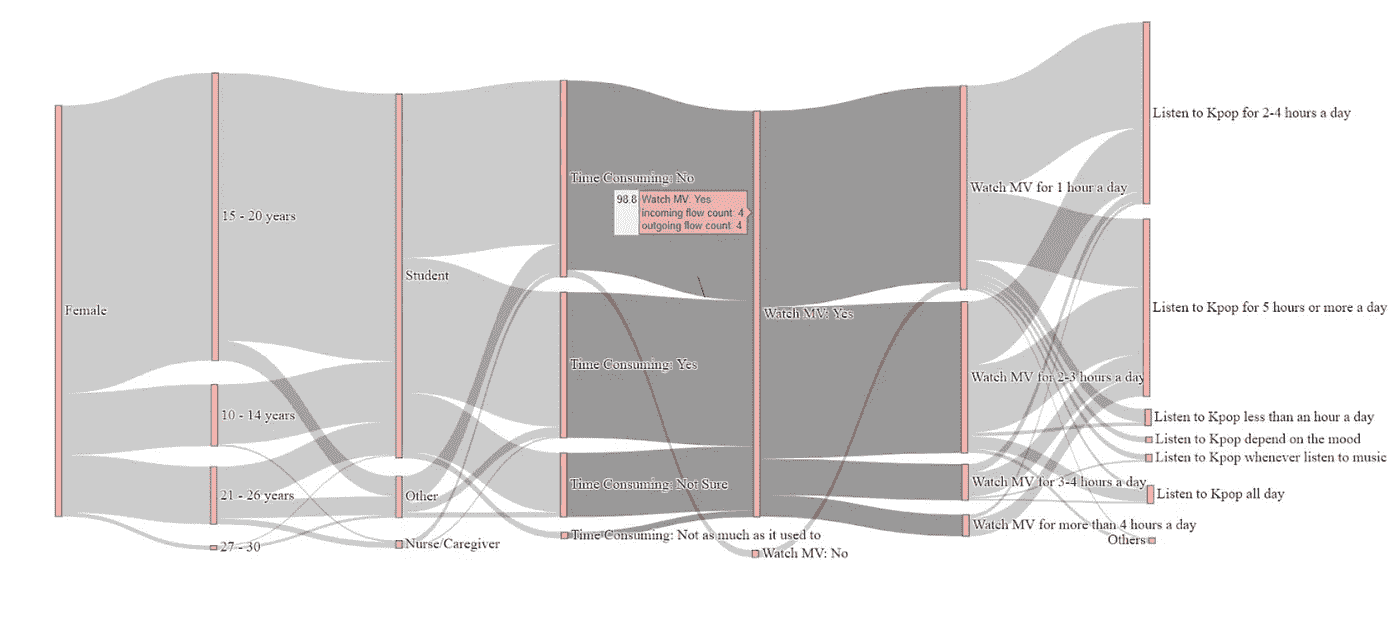 Female
15 - 20 years
10 - 14 years
21 - 26 years
27 - 30
Student
Other
Nurse/Caregiver
Time Consuming: No
Time Consuming: Yes
Time Consuming: Not Sure
Time Consuming: Not as much as it used to
98.8
Watch MV: Yes
incoming flow count: 4
outgoing flow count: 4
Watch MV: Yes
Watch MV: No
Watch MV for 1 hour a day
Watch MV for 2-3 hours a day
Watch MV for 3-4 hours a day
Watch MV for more than 4 hours a day
Listen to Kpop for 2-4 hours a day
Listen to Kpop for 5 hours or more a day
Listen to Kpop less than an hour a day
Listen to Kpop depend on the mood
Listen to Kpop whenever listen to music
Listen to Kpop all day
Others